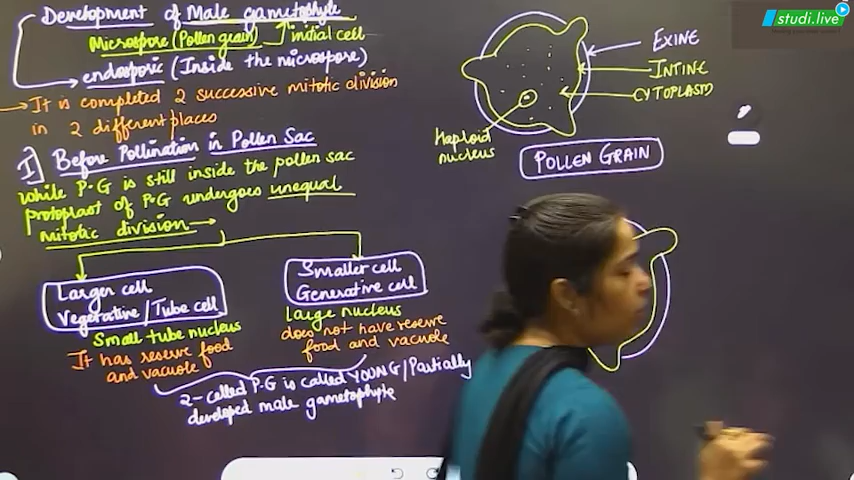 Development of Male gametophyte
Microspore (Pollen grain) initial cell
endosporic (Inside the microspore)
It is completed 2 successive mitotic division
in 2 different places
I] Before Pollination in Pollen Sac
While P.G is still inside the pollen sac
protoplast of P.G undergoes unequal
mitotic division
Larger cell
Vegetative/Tube cell
Small tube nucleus
It has reserve food
and vacuole
Smaller cell
Generative cell
large nucleus
does not have reserve
food and vacuole
2-celled P.G is called YOUNG/Partially
developed male gametophyte
EXINE
INTINE
CYTOPLASM
Haploid
nucleus
POLLEN GRAIN
studi.live